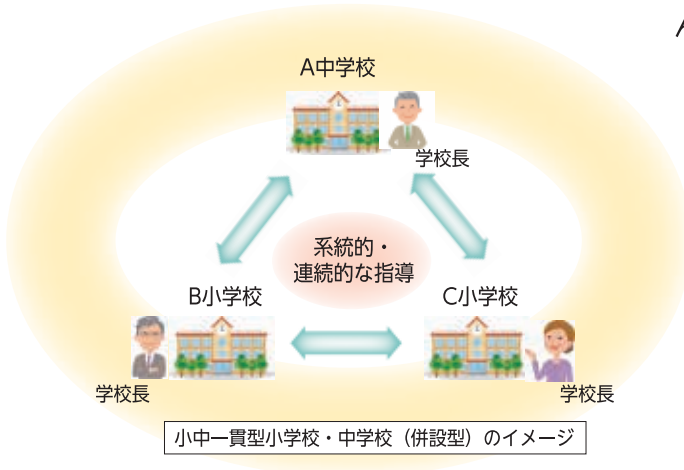 A中学校
学校長
系統的・
連続的な指導
B小学校
C小学校
学校長
学校長
小中一貫型小学校・中学校（併設型）のイメージ